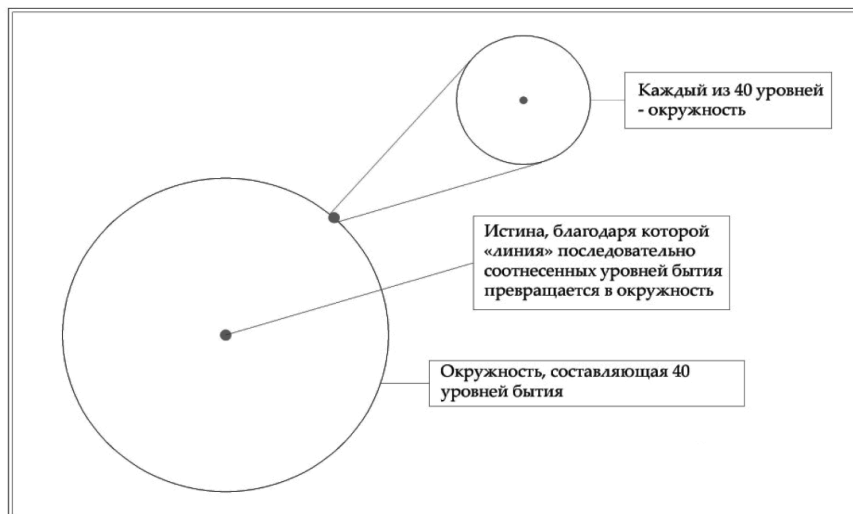 Каждый из 40 уровней
- окружность
Истина, благодаря которой
«линия» последовательно
соотнесенных уровней бытия
превращается в окружность
Окружность, составляющая 40
уровней бытия